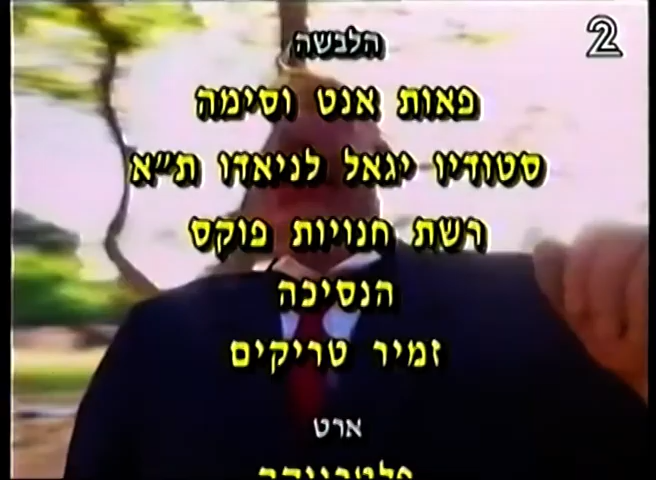 2
הלבשה
פאות אנט וסימה
סטודיו יגאל לניאדו ת"א
רשת חנויות פוקס
הנסיכה
זמיר טריקים
ארט